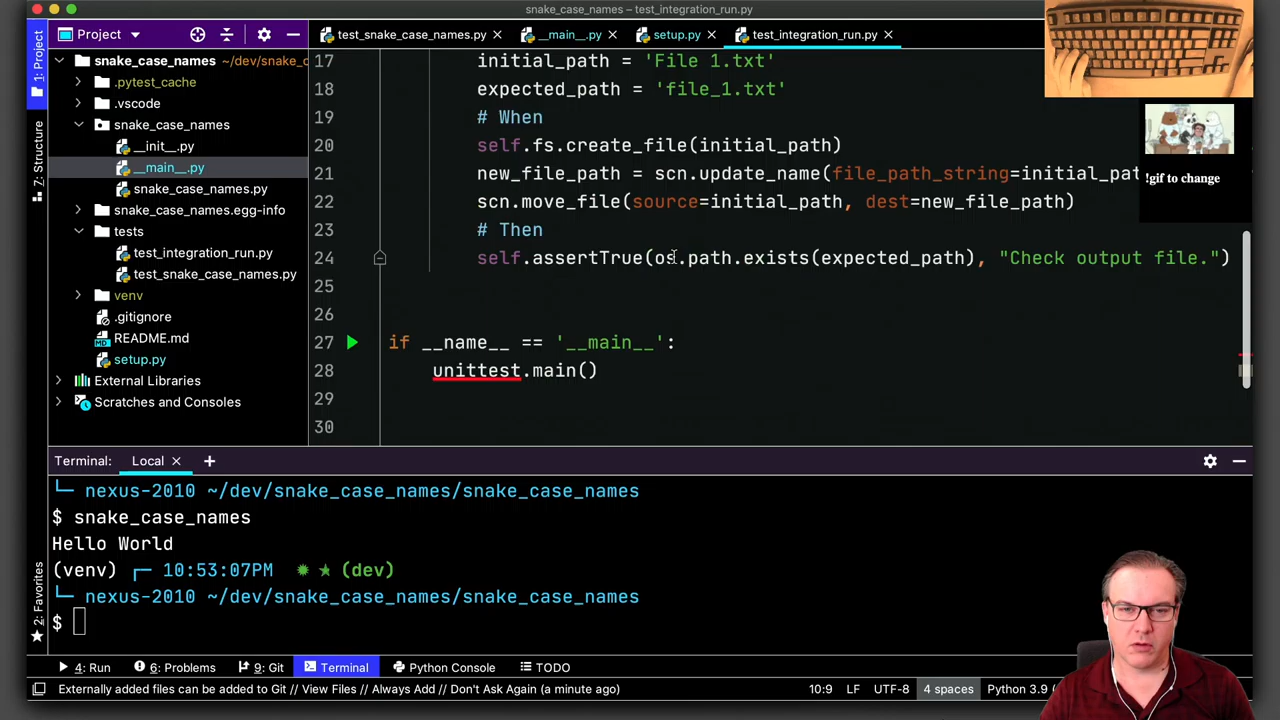 snake_case_names – test_integration_run.py
Project
test_snake_case_names.py
__main__.py
setup.py
test_integration_run.py
1: Project
7: Structure
2: Favorites
snake_case_names ~/dev/snake_c
.pytest_cache
.vscode
snake_case_names
__init__.py
__main__.py
snake_case_names.py
snake_case_names.egg-info
tests
test_integration_run.py
test_snake_case_names.py
venv
.gitignore
README.md
setup.py
External Libraries
Scratches and Consoles
17 initial_path = 'File 1.txt'
18 expected_path = 'file_1.txt'
19 # When
20 self.fs.create_file(initial_path)
21 new_file_path = scn.update_name(file_path_string=initial_pat
22 scn.move_file(source=initial_path, dest=new_file_path)
23 # Then
24 self.assertTrue(os.path.exists(expected_path), "Check output file.")
25
26
27 if __name__ == '__main__':
28 unittest.main()
29
30
!gif to change
Terminal: Local +
nexus-2010 ~/dev/snake_case_names/snake_case_names
$ snake_case_names
Hello World
(venv) 10:53:07PM (dev)
nexus-2010 ~/dev/snake_case_names/snake_case_names
$
4: Run 6: Problems 9: Git Terminal Python Console TODO
Externally added files can be added to Git // View Files // Always Add // Don't Ask Again (a minute ago) 10:9 LF UTF-8 4 spaces Python 3.9